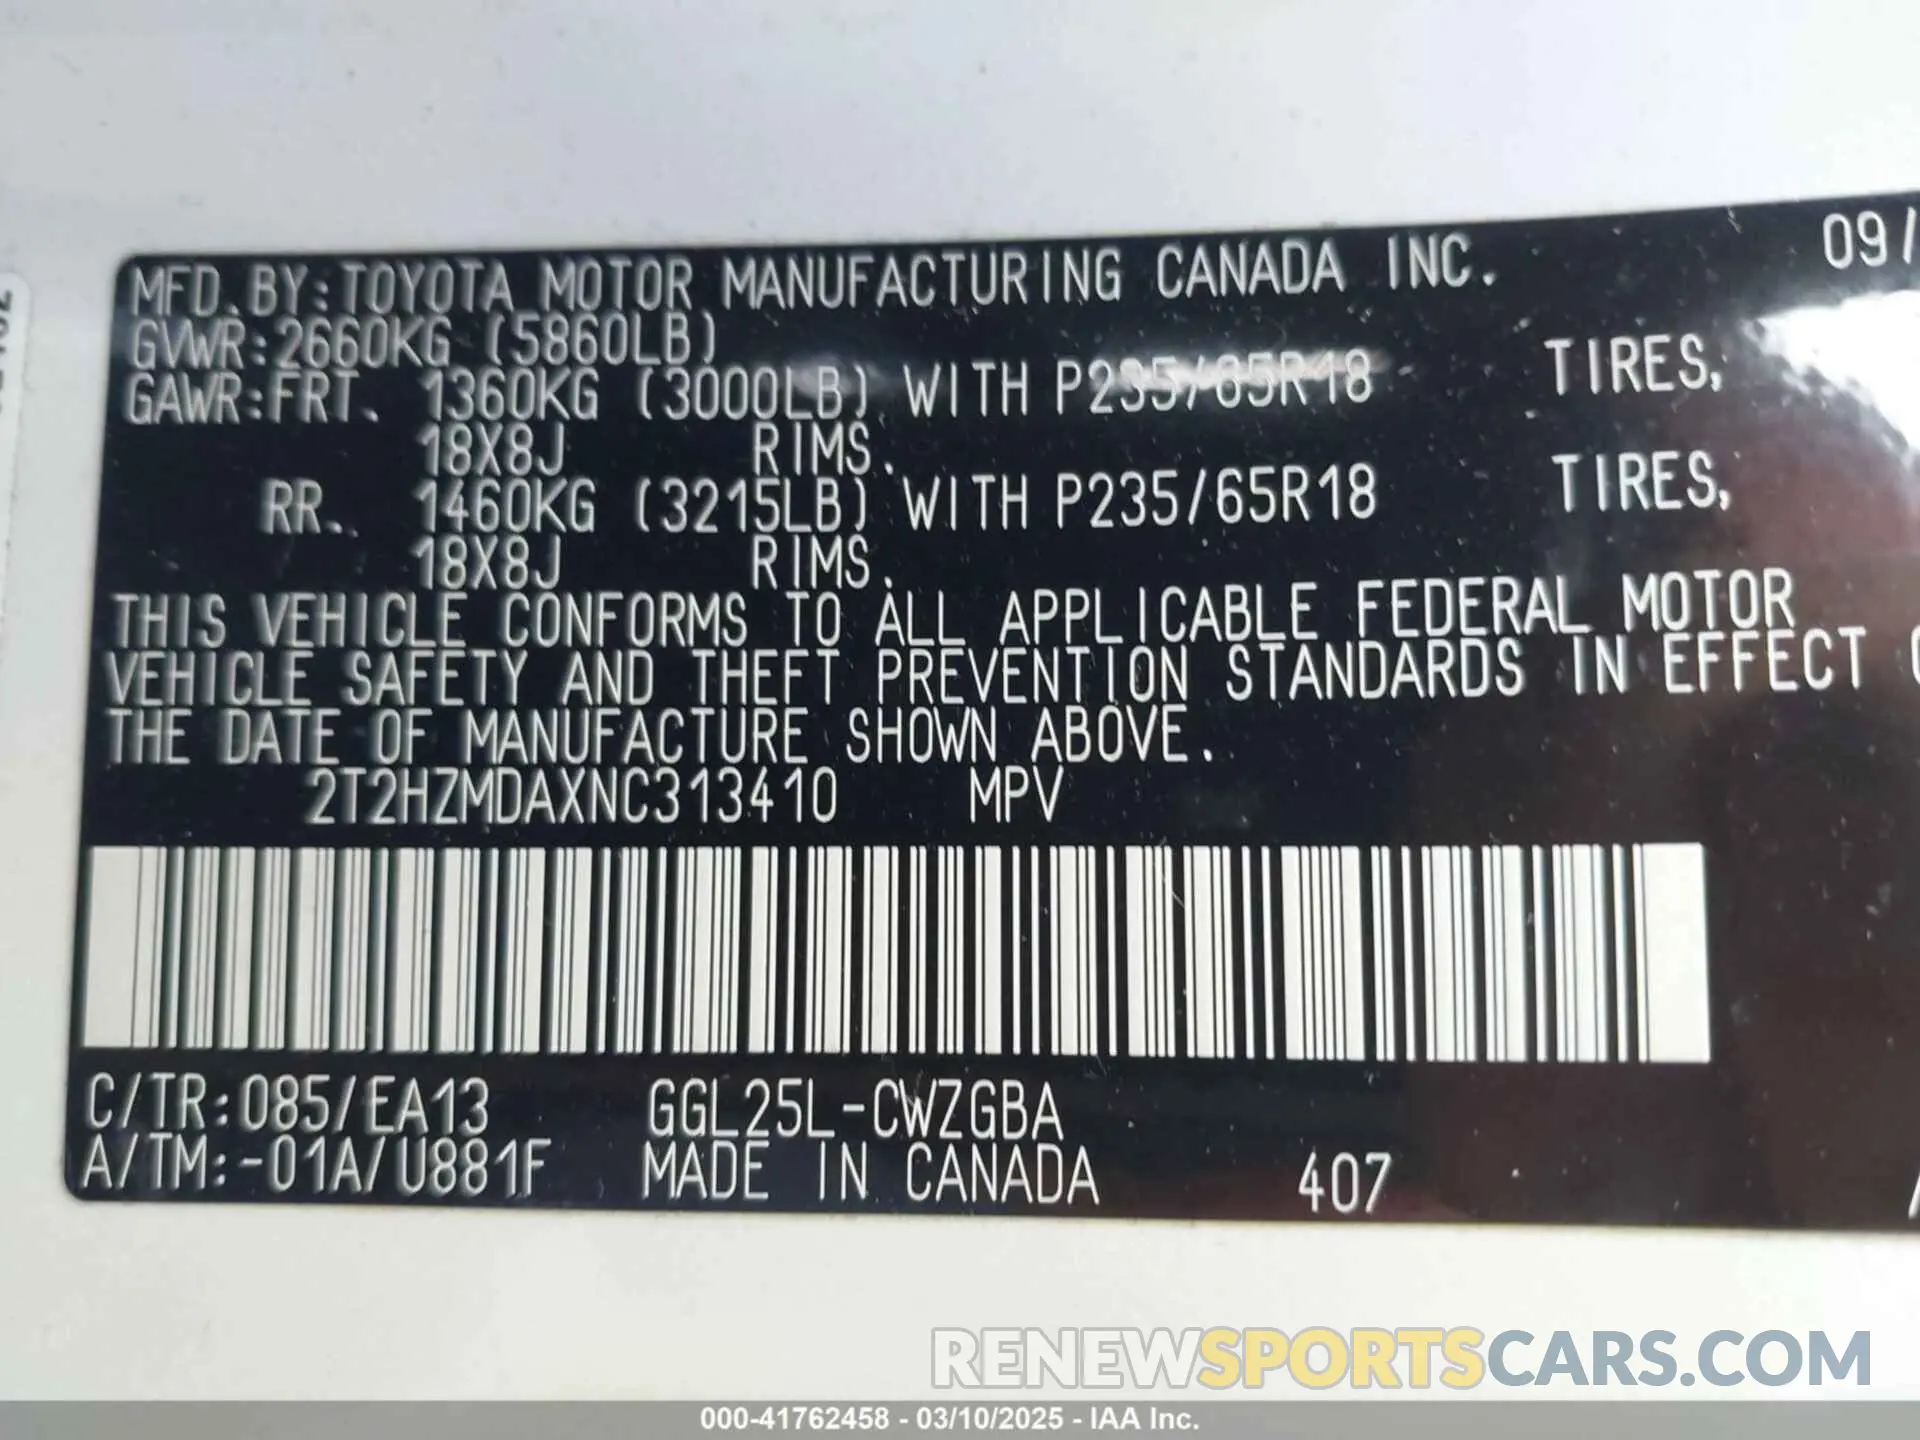 MFD.BY:TOYOTA MOTOR MANUFACTURING CANADA INC. 09/
GVWR:2660KG (5860LB)
GAWR:FRT. 1360KG (3000LB) WITH P235/65R18 TIRES,
18X8J RIMS.
RR. 1460KG (3215LB) WITH P235/65R18 TIRES,
18X8J RIMS.
THIS VEHICLE CONFORMS TO ALL APPLICABLE FEDERAL MOTOR
VEHICLE SAFETY AND THEFT PREVENTION STANDARDS IN EFFECT
THE DATE OF MANUFACTURE SHOWN ABOVE.
2T2HZMDAXNC313410 MPV
C/TR:085/EA13 GGL25L-CWZGBA
A/TM:-01A/U881F MADE IN CANADA 407
RENEWSPORTSCARS.COM
000-41762458 - 03/10/2025 - IAA Inc.